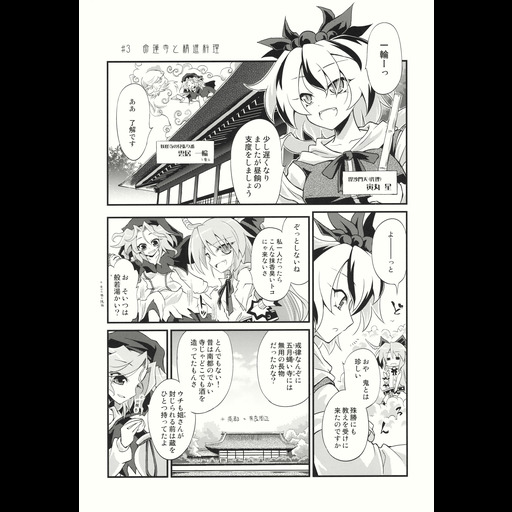 #3 命蓮寺と精進料理
一輪ーっ
ああ
了解です
雲居 一輪
少し遅くなり
ましたが昼餉の
支度をしましょう
寅丸 星
よーーっと
おや 鬼とは
珍しい
殊勝にも
教えを受けに
来たのですか
ぞっとしないね
私一人だったら
こんな抹香臭いトコ
にゃ来ないさ
お そいつは
般若湯かい?
戒律なんぞに
五月蝿い寺には
無用の長物
だったかな?
とんでもない!
昔は南都のでかい
寺じゃどこでも酒を
造ってたもんさ
ウチも姐さんが
封じられる前は蔵を
ひとつ持ってたよ